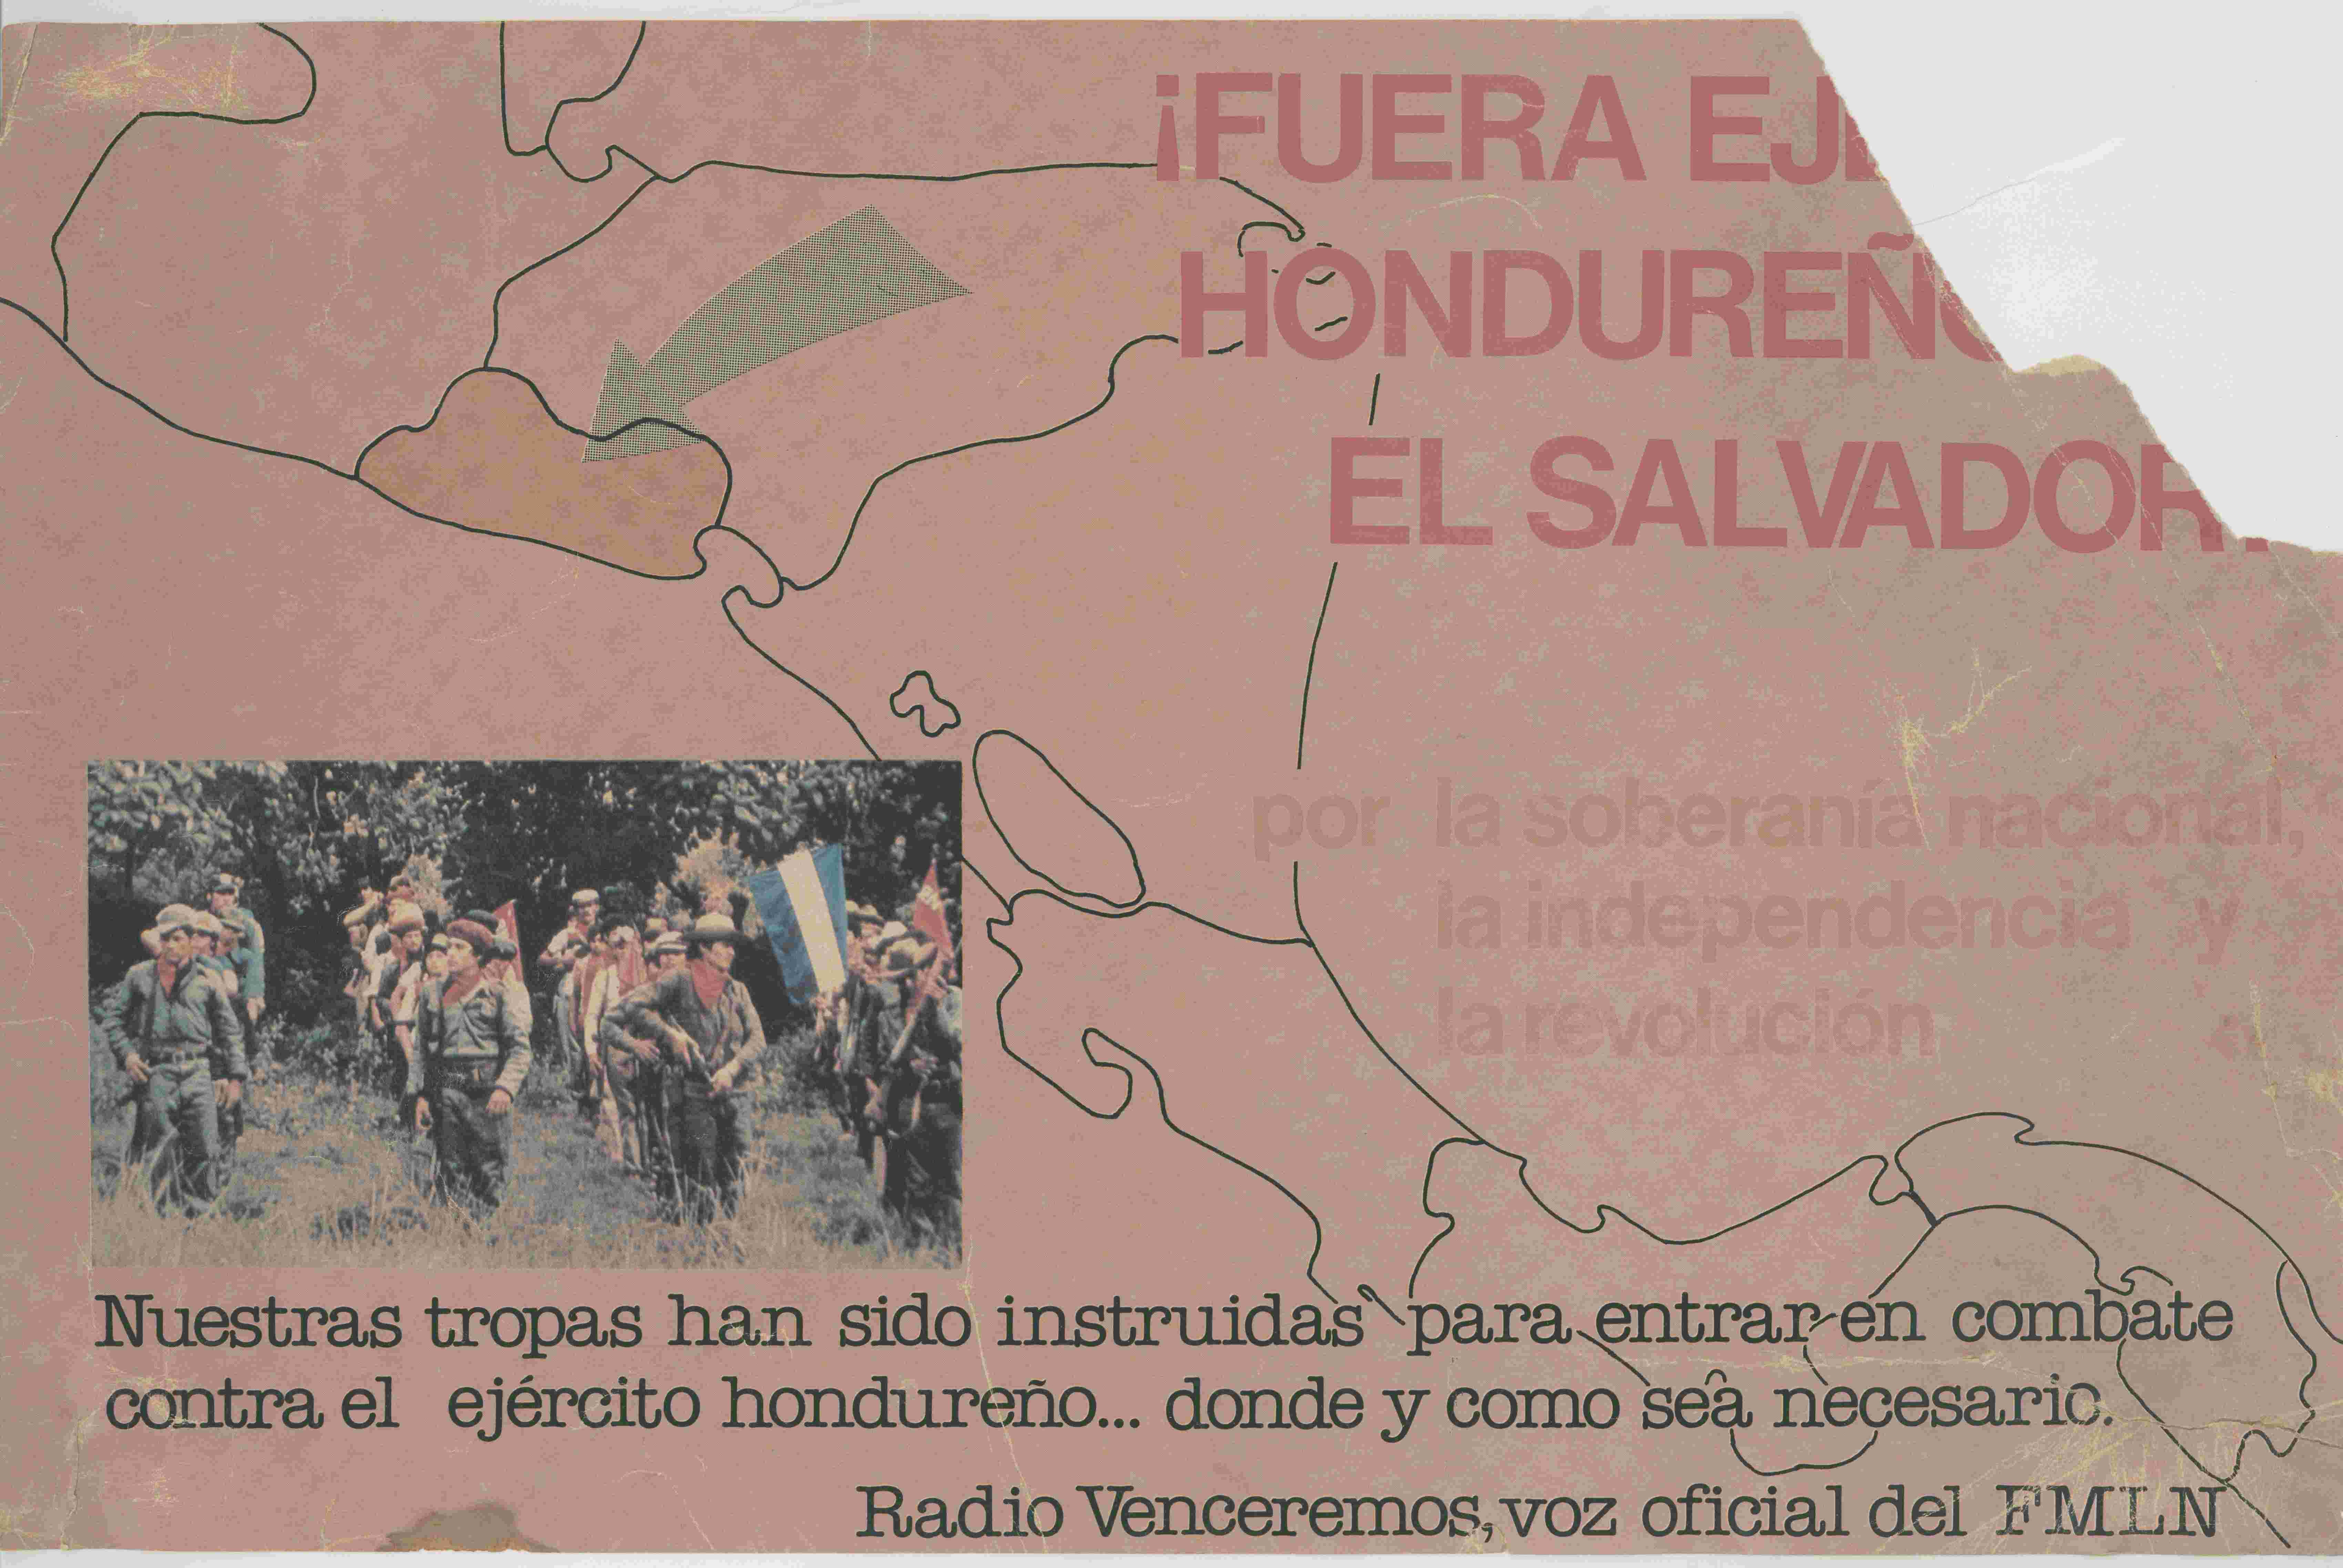 ¡FUERA EJ
HONDUREÑO
EL SALVADOR!
por la soberanía nacional,
la independencia y
la revolución
Nuestras tropas han sido instruidas para entrar en combate
contra el ejército hondureño... donde y como sea necesario.
Radio Venceremos, voz oficial del FMLN